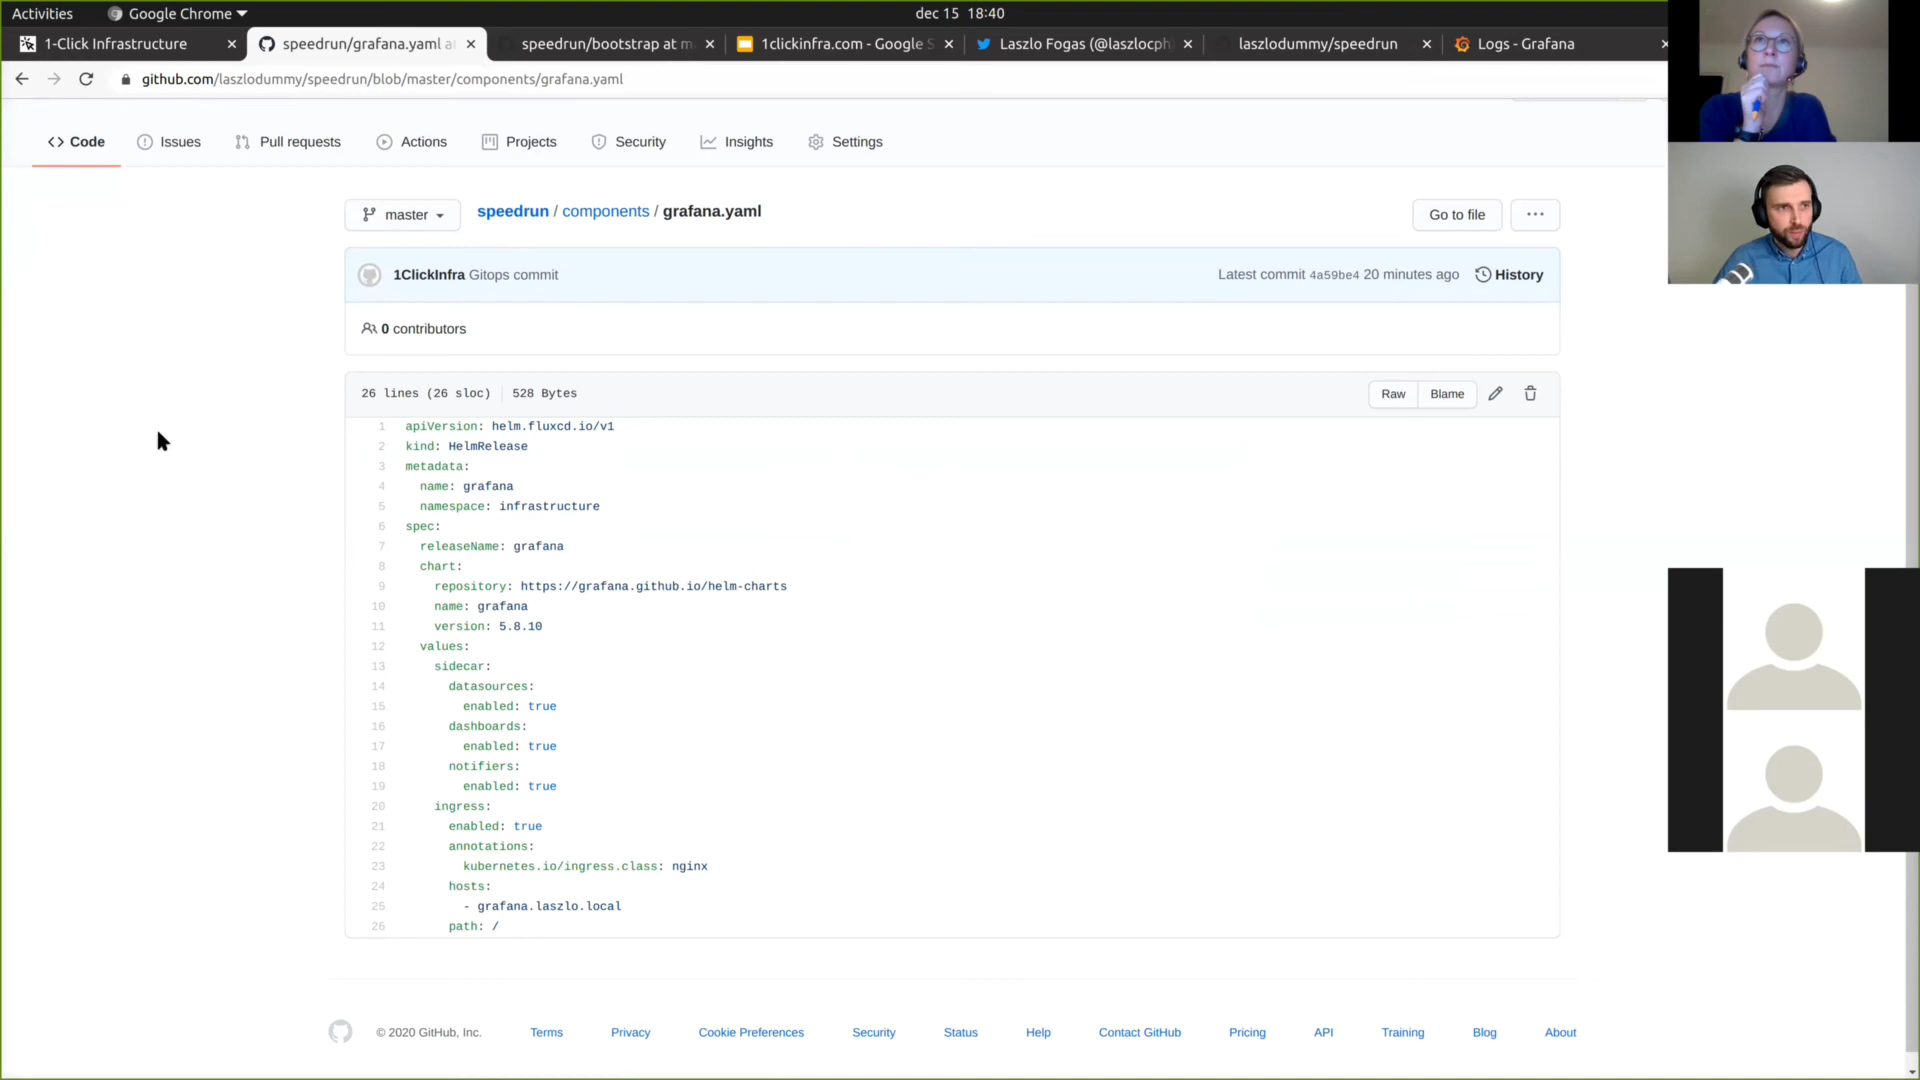 Activities
Google Chrome
dec 15 18:40
1-Click Infrastructure
speedrun/grafana.yaml a
speedrun/bootstrap at m
1clickinfra.com - Google S
Laszlo Fogas (@laszlocph
laszlodummy/speedrun
Logs - Grafana
github.com/laszlodummy/speedrun/blob/master/components/grafana.yaml
Code
Issues
Pull requests
Actions
Projects
Security
Insights
Settings
master
speedrun / components / grafana.yaml
Go to file
1ClickInfra Gitops commit
Latest commit 4a59be4 20 minutes ago
History
0 contributors
26 lines (26 sloc)
528 Bytes
Raw
Blame
1 apiVersion: helm.fluxcd.io/v1
2 kind: HelmRelease
3 metadata:
4 name: grafana
5 namespace: infrastructure
6 spec:
7 releaseName: grafana
8 chart:
9 repository: https://grafana.github.io/helm-charts
10 name: grafana
11 version: 5.8.10
12 values:
13 sidecar:
14 datasources:
15 enabled: true
16 dashboards:
17 enabled: true
18 notifiers:
19 enabled: true
20 ingress:
21 enabled: true
22 annotations:
23 kubernetes.io/ingress.class: nginx
24 hosts:
25 - grafana.laszlo.local
26 path: /
© 2020 GitHub, Inc.
Terms
Privacy
Cookie Preferences
Security
Status
Help
Contact GitHub
Pricing
API
Training
Blog
About